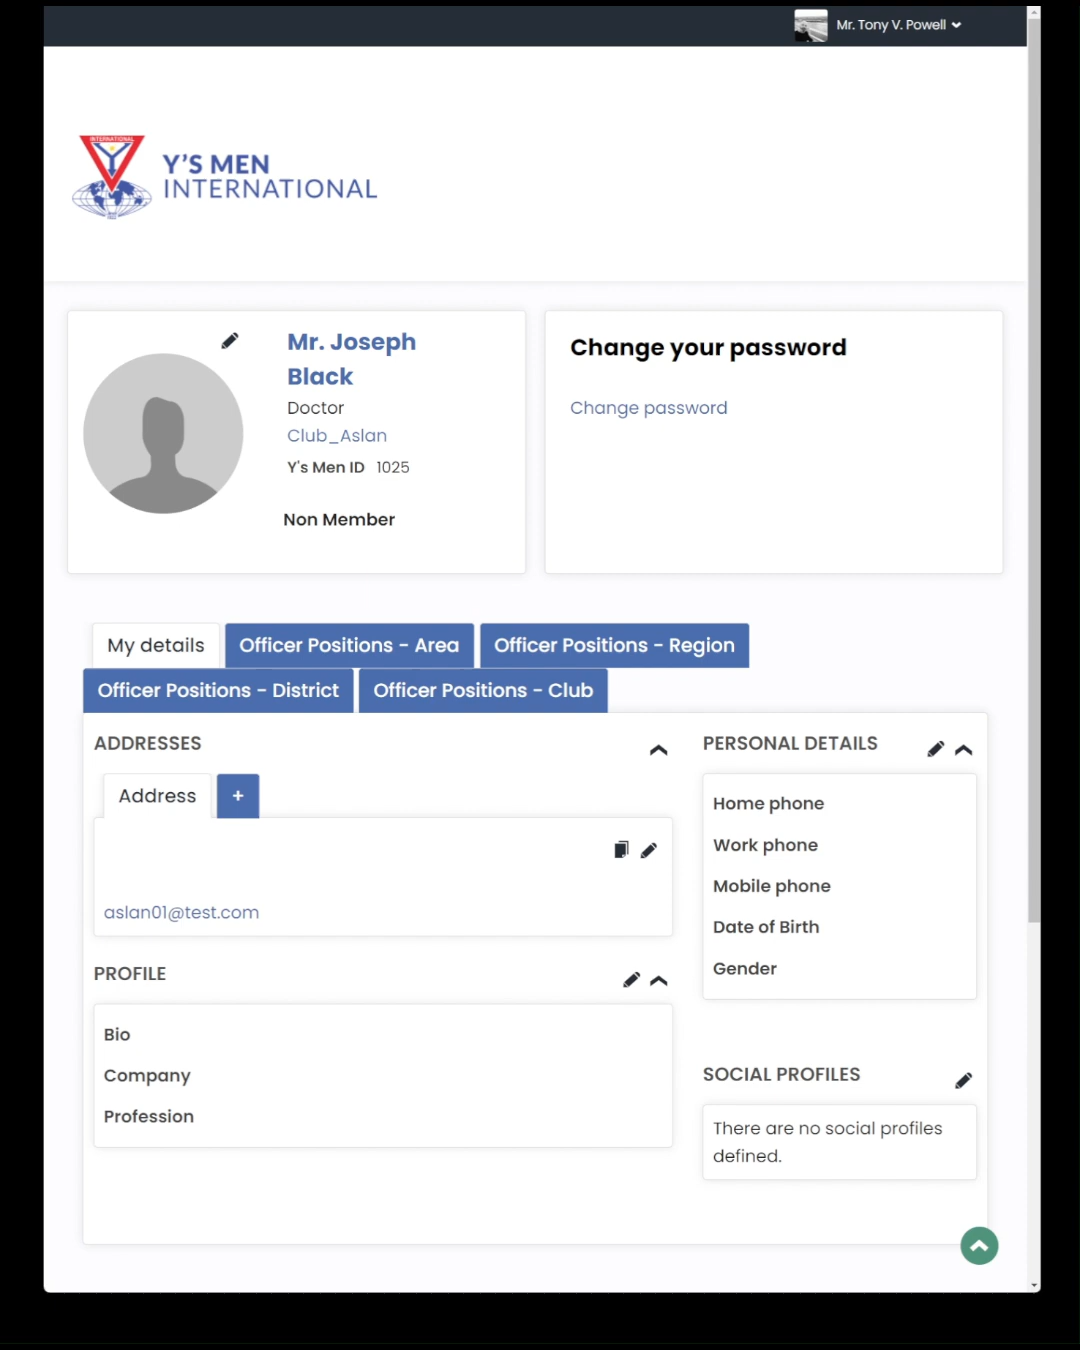 Mr. Tony V. Powell
INTERNATIONAL
Y'S MEN
INTERNATIONAL
Mr. Joseph
Black
Doctor
Club_Aslan
Y's Men ID 1025
Non Member
Change your password
Change password
My details
Officer Positions - Area
Officer Positions - Region
Officer Positions - District
Officer Positions - Club
ADDRESSES
Address
+
aslan01@test.com
PROFILE
Bio
Company
Profession
PERSONAL DETAILS
Home phone
Work phone
Mobile phone
Date of Birth
Gender
SOCIAL PROFILES
There are no social profiles
defined.